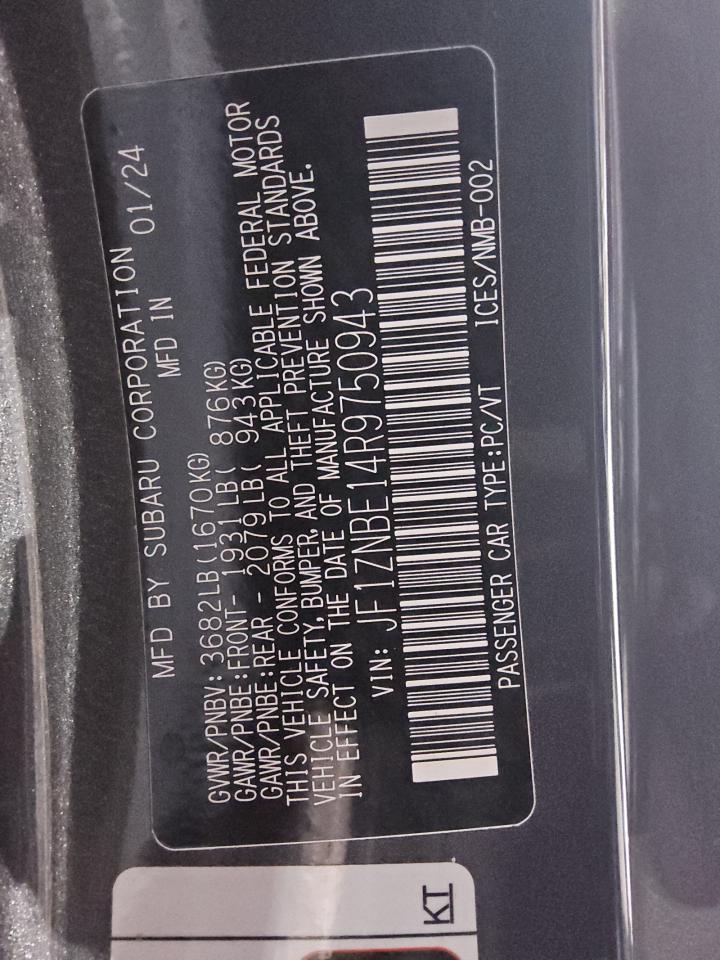 MFD BY SUBARU CORPORATION
MFD IN 01/24
GVWR/PNBV: 3682LB(1670KG)
GAWR/PNBE:FRONT- 1931LB( 876KG)
GAWR/PNBE:REAR - 2079LB( 943KG)
THIS VEHICLE CONFORMS TO ALL APPLICABLE FEDERAL MOTOR
VEHICLE SAFETY, BUMPER, AND THEFT PREVENTION STANDARDS
IN EFFECT ON THE DATE OF MANUFACTURE SHOWN ABOVE.
VIN: JF1ZNBE14R9750943
PASSENGER CAR TYPE:PC/VT ICES/NMB-002
KT